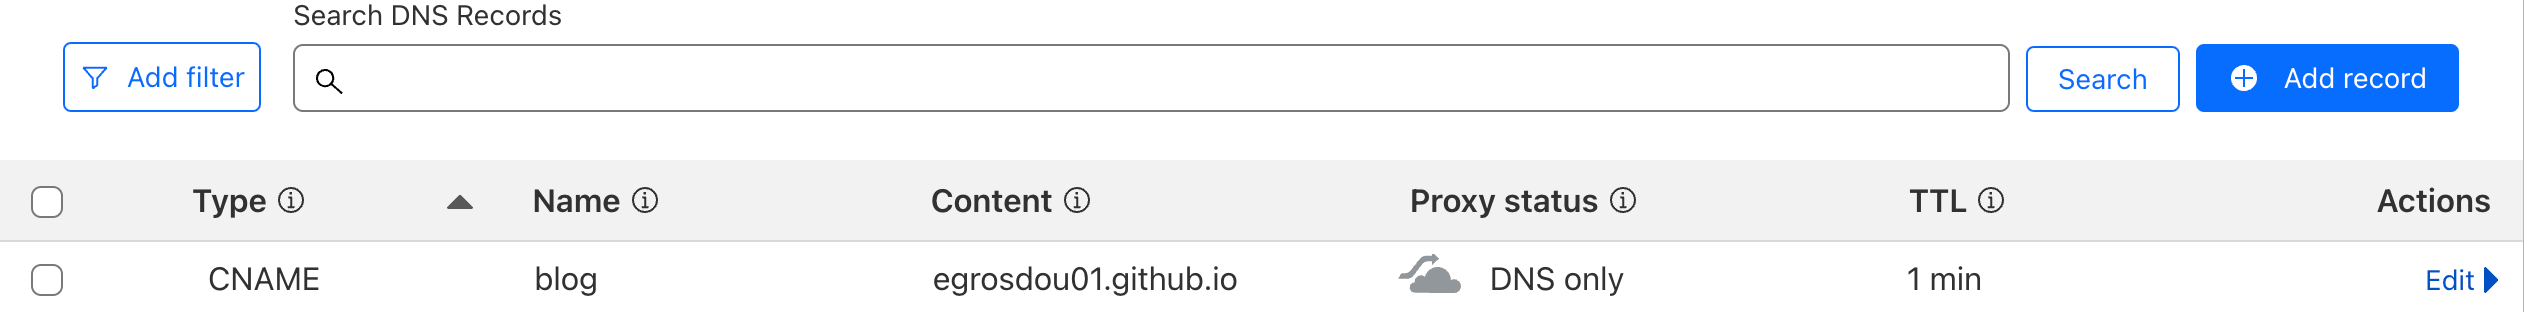 Search DNS Records
Add filter
Search
Add record
Type Name Content Proxy status TTL Actions
CNAME blog egrosdou01.github.io DNS only 1 min Edit